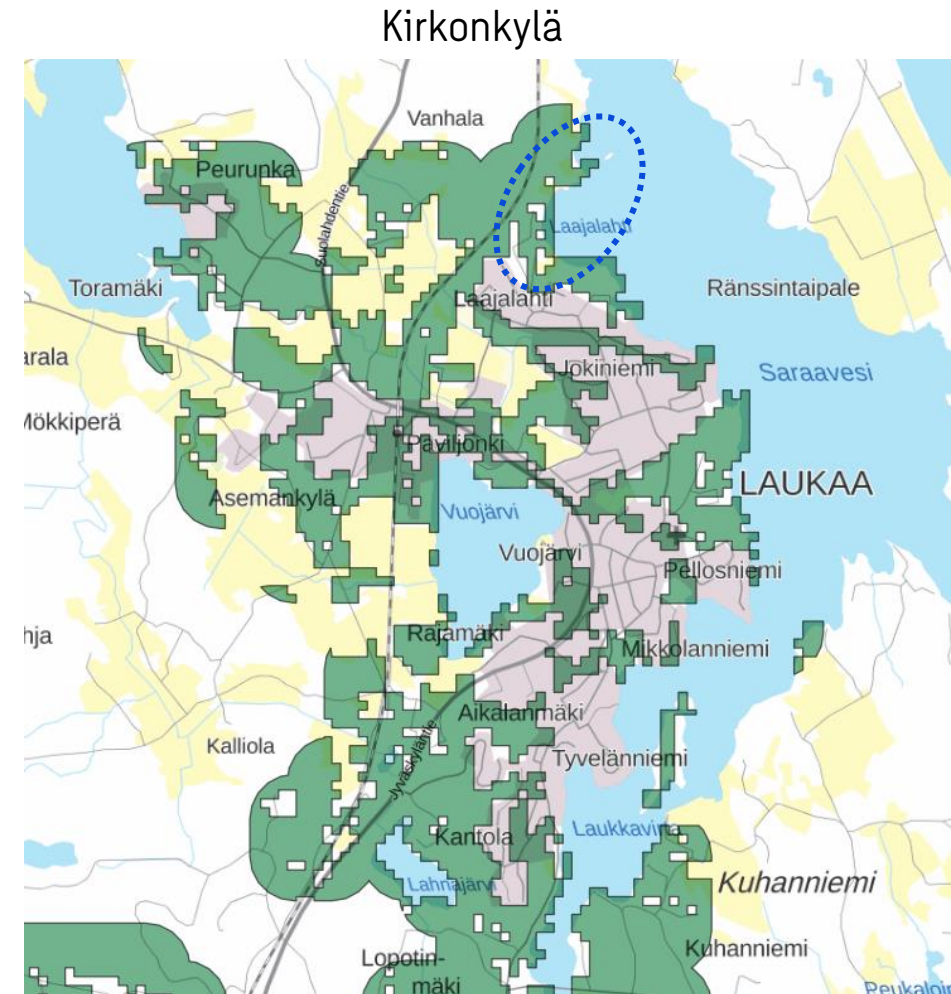 Kirkonkylä
Vanhala
Peurunka
Suolahdentie
Laajalahti
Toramäki
Laajalahti
Ränssintaipale
arala
Jokiniemi
Saraavesi
Mökkiperä
Paviljonki
LAUKAA
Asemankylä
Vuojärvi
Vuojärvi
Pellosniemi
hja
Rajamäki
Mikkolanniemi
Aikalanmäki
Kalliola
Jyväskyläntie
Tyvelänniemi
Kantola
Laukkavirta
Lahnajärvi
Kuhanniemi
Lopotin-
mäki
Kuhanniemi